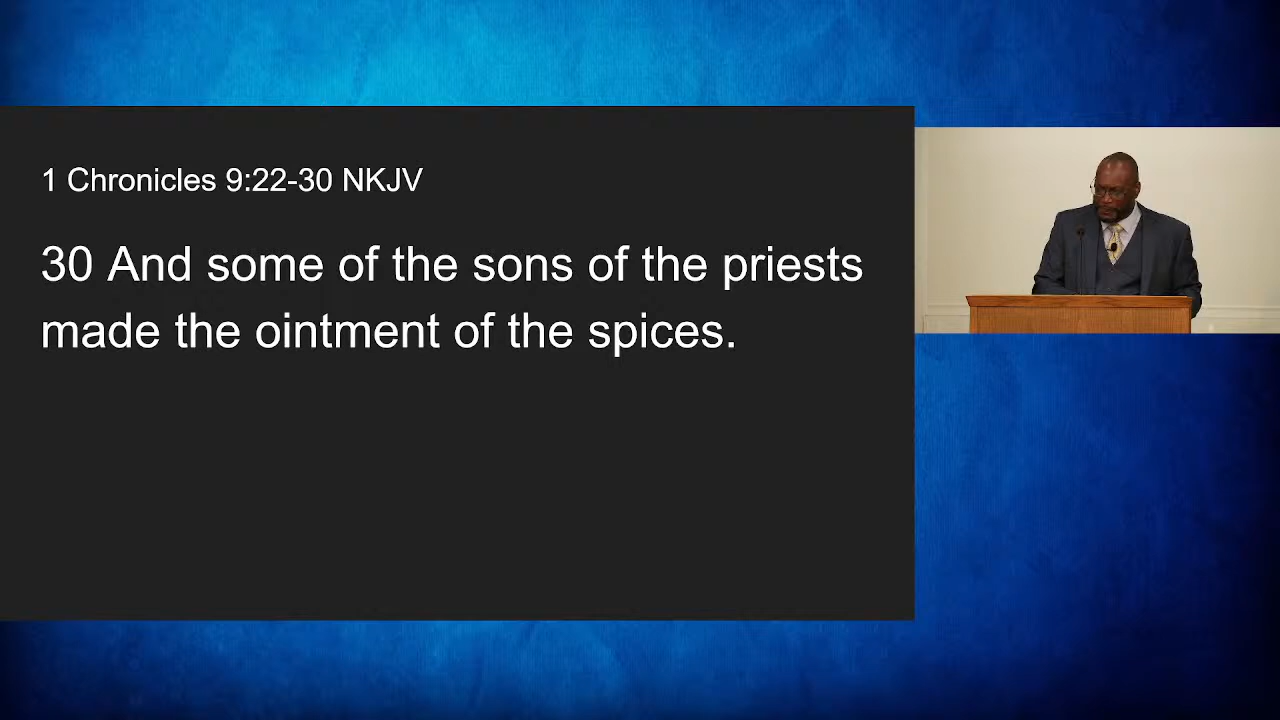 1 Chronicles 9:22-30 NKJV
30 And some of the sons of the priests
made the ointment of the spices.